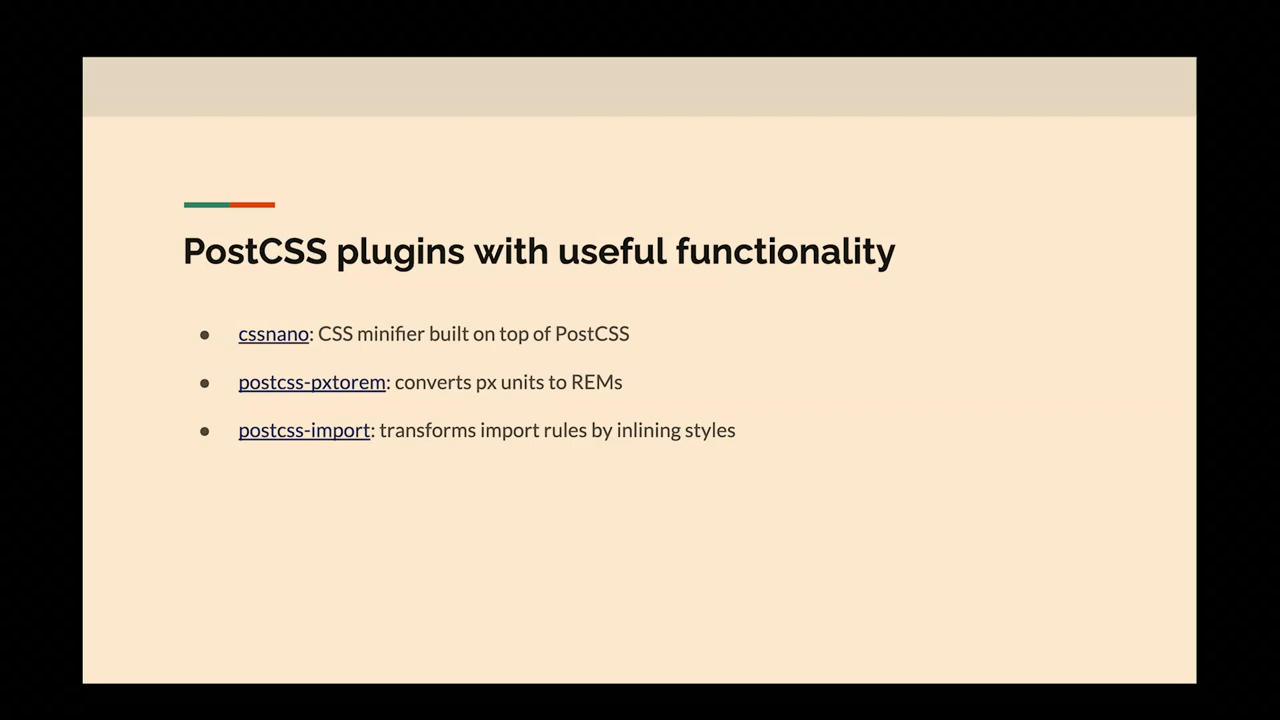 PostCSS plugins with useful functionality
● cssnano: CSS minifier built on top of PostCSS
● postcss-pxtorem: converts px units to REMs
● postcss-import: transforms import rules by inlining styles